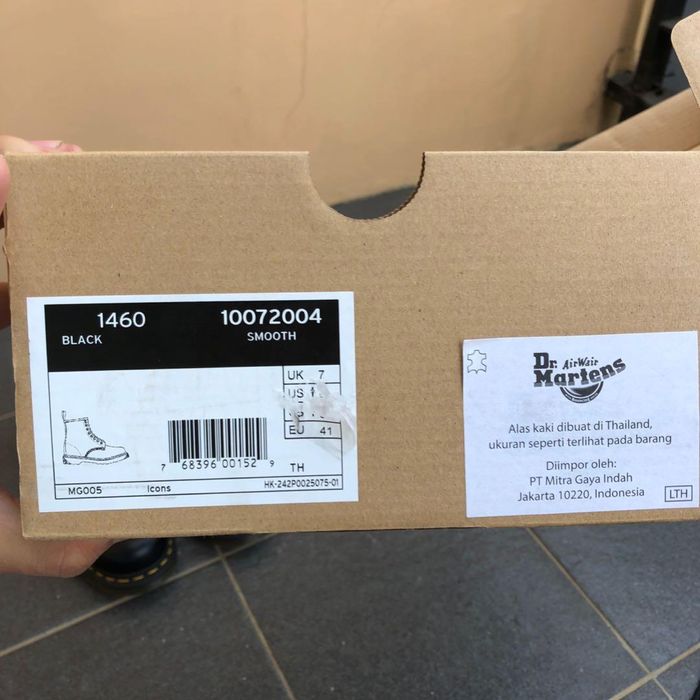 1460 10072004
BLACK SMOOTH
UK 7
US
EU 41
7 68396 00152 9
TH
MG005 Icons HK-242P0025075-01
Dr. AirWair
Martens
Alas kaki dibuat di Thailand,
ukuran seperti terlihat pada barang
Diimpor oleh:
PT Mitra Gaya Indah
Jakarta 10220, Indonesia
LTH